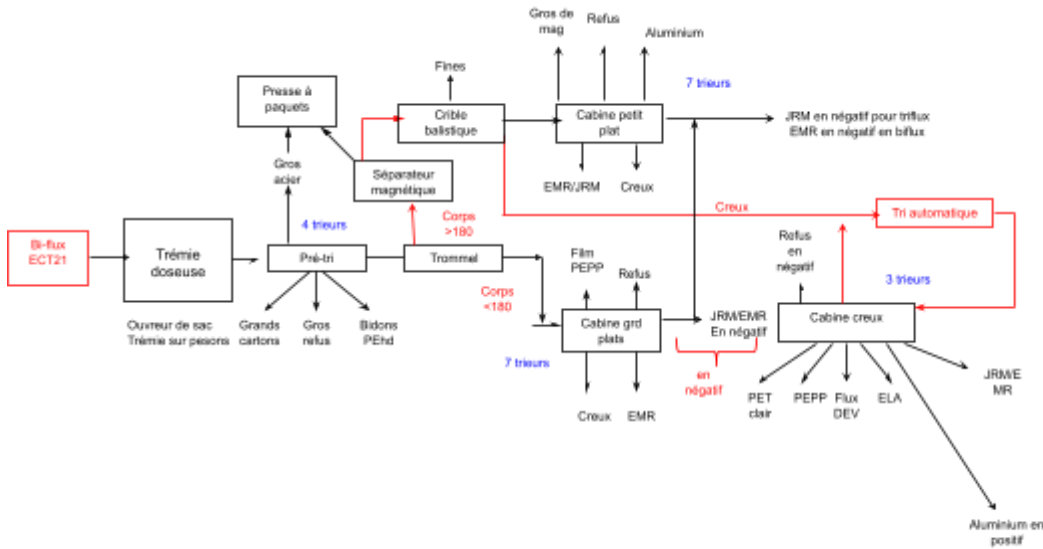 Gros de
mag
Refus
Aluminium
Fines
7 trieurs
Presse à
paquets
Crible
balistique
Cabine petit
plat
JRM en négatif pour triflux
EMR en négatif en biflux
Gros
acier
Séparateur
magnétique
EMR/JRM
Creux
4 trieurs
Corps
>180
Creux
Tri automatique
Bi-flux
ECT21
Trémie
doseuse
Pré-tri
Trommel
Film
PEPP
Refus
Refus
en
négatif
3 trieurs
Corps
<180
Ouvreur de sac
Trémie sur pesons
Grands
cartons
Gros
refus
Bidons
PEhd
Cabine grd
plats
JRM/EMR
En négatif
Cabine creux
7 trieurs
en
négatif
Creux
EMR
PET
clair
PEPP
Flux
DEV
ELA
JRM/E
MR
Aluminium en
positif